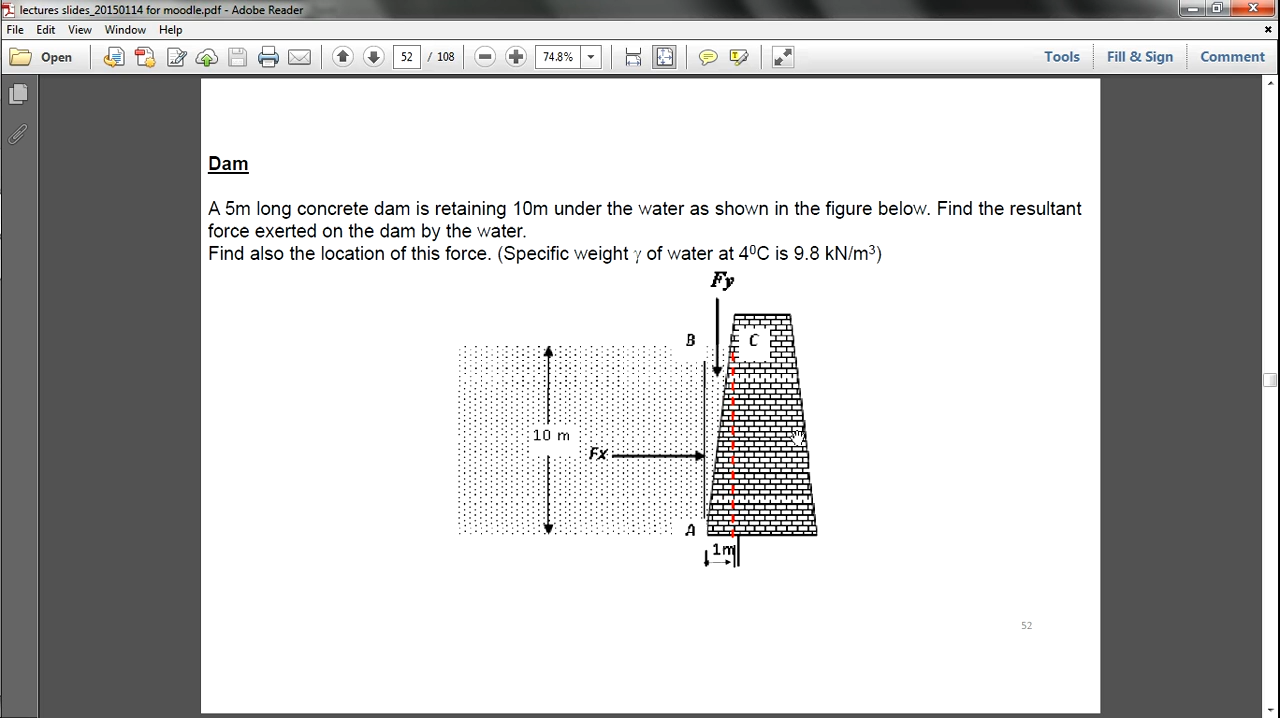 lectures slides_20150114 for moodle.pdf - Adobe Reader
File Edit View Window Help
Open 52 / 108 74.8% Tools Fill & Sign Comment
Dam
A 5m long concrete dam is retaining 10m under the water as shown in the figure below. Find the resultant
force exerted on the dam by the water.
Find also the location of this force. (Specific weight γ of water at 4⁰C is 9.8 kN/m³)
Fy
B C
10 m
Fx
A
1m
52